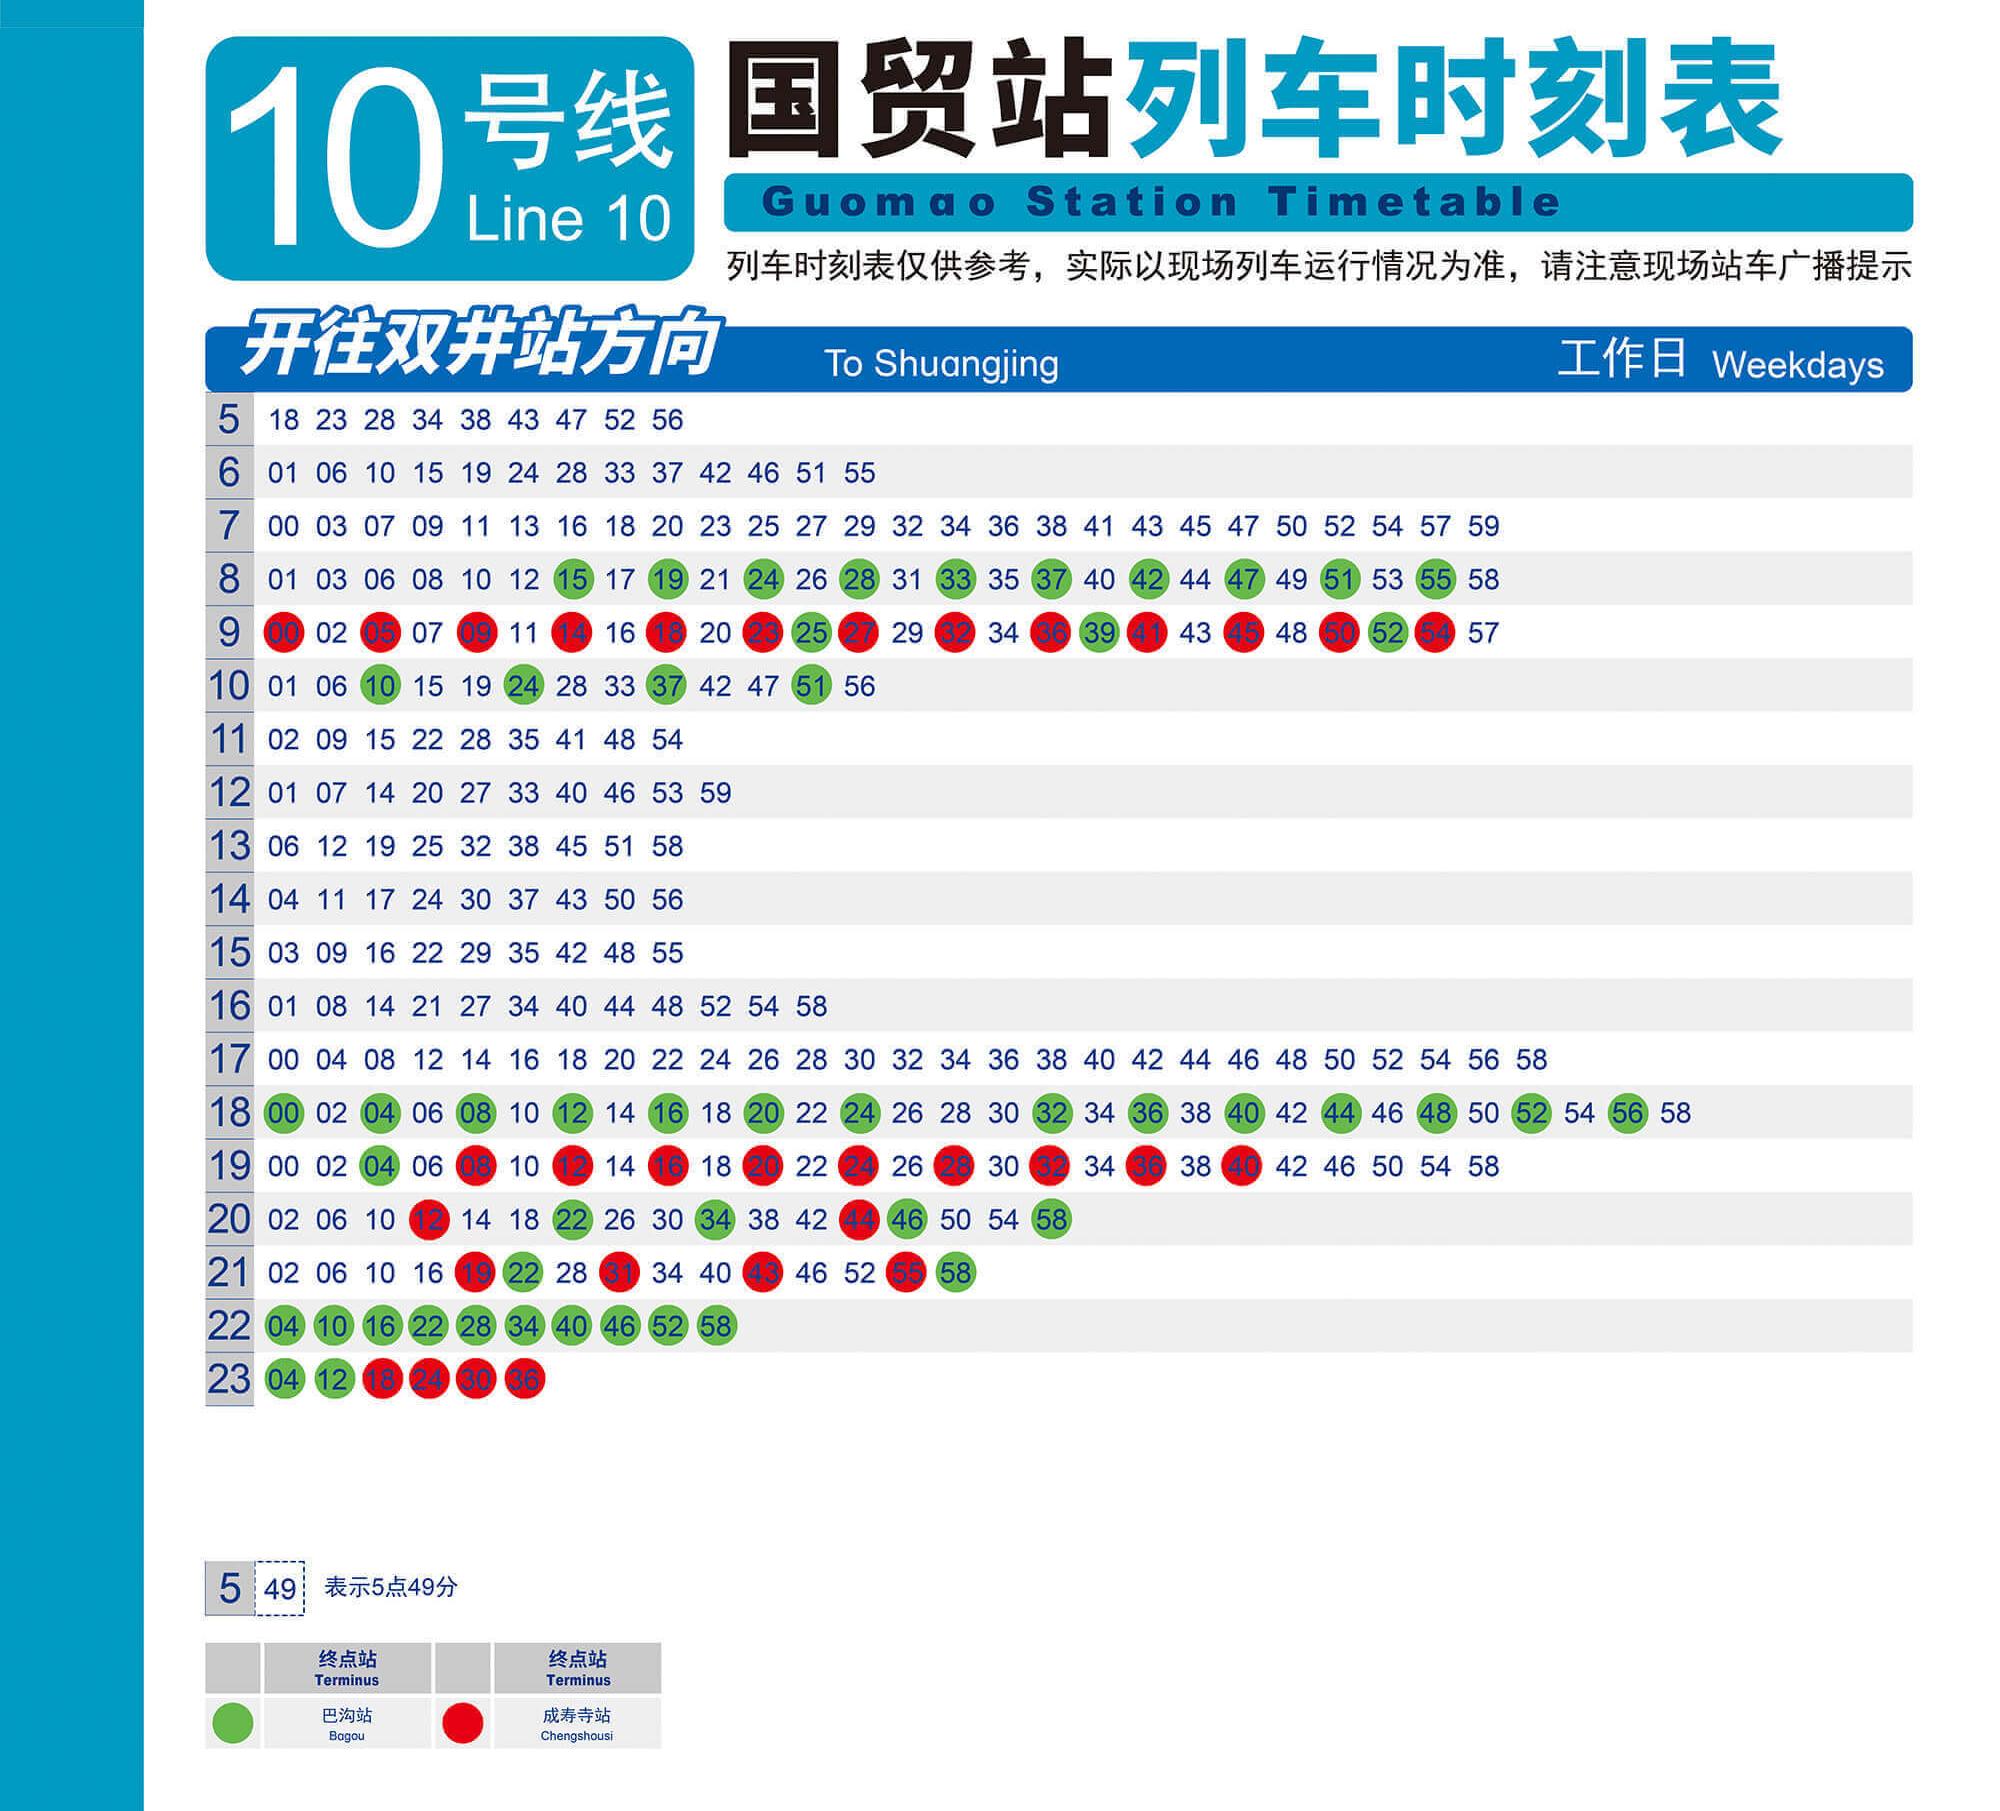 10号线
Line 10
国贸站列车时刻表
Guomao Station Timetable
列车时刻表仅供参考，实际以现场列车运行情况为准，请注意现场站车广播提示
开往双井站方向 To Shuangjing 工作日 Weekdays
5 18 23 28 34 38 43 47 52 56
6 01 06 10 15 19 24 28 33 37 42 46 51 55
7 00 03 07 09 11 13 16 18 20 23 25 27 29 32 34 36 38 41 43 45 47 50 52 54 57 59
8 01 03 06 08 10 12 15 17 19 21 24 26 28 31 33 35 37 40 42 44 47 49 51 53 55 58
9 00 02 05 07 09 11 14 16 18 20 23 25 27 29 32 34 36 39 41 43 45 48 50 52 54 57
10 01 06 10 15 19 24 28 33 37 42 47 51 56
11 02 09 15 22 28 35 41 48 54
12 01 07 14 20 27 33 40 46 53 59
13 06 12 19 25 32 38 45 51 58
14 04 11 17 24 30 37 43 50 56
15 03 09 16 22 29 35 42 48 55
16 01 08 14 21 27 34 40 44 48 52 54 58
17 00 04 08 12 14 16 18 20 22 24 26 28 30 32 34 36 38 40 42 44 46 48 50 52 54 56 58
18 00 02 04 06 08 10 12 14 16 18 20 22 24 26 28 30 32 34 36 38 40 42 44 46 48 50 52 54 56 58
19 00 02 04 06 08 10 12 14 16 18 20 22 24 26 28 30 32 34 36 38 40 42 46 50 54 58
20 02 06 10 12 14 18 22 26 30 34 38 42 44 46 50 54 58
21 02 06 10 16 19 22 28 31 34 40 43 46 52 55 58
22 04 10 16 22 28 34 40 46 52 58
23 04 12 18 24 30 36
5 49 表示5点49分
终点站 终点站
Terminus Terminus
巴沟站 成寿寺站
Bagou Chengshousi